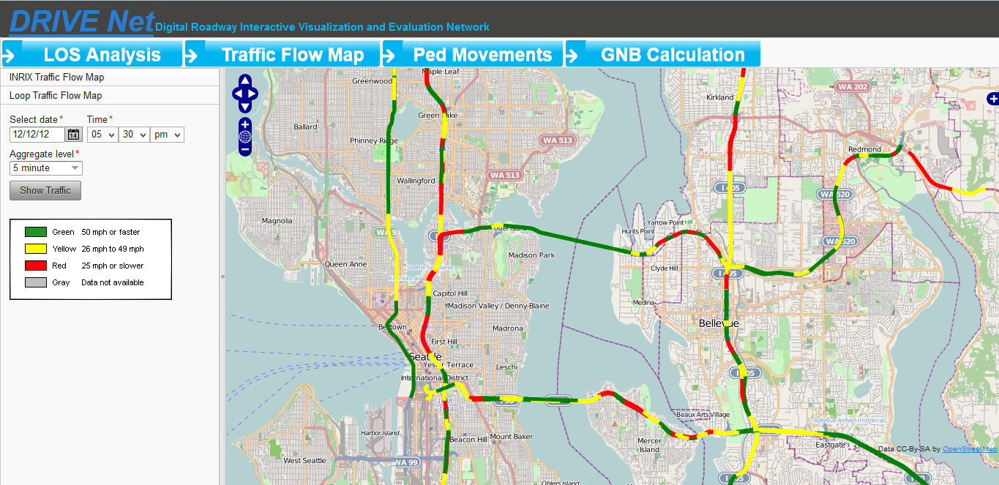 DRIVE Net Digital Roadway Interactive Visualization and Evaluation Network
LOS Analysis
Traffic Flow Map
Ped Movements
GNB Calculation
INRIX Traffic Flow Map
Loop Traffic Flow Map
Select date*
Time*
12/12/12
14
05
30
pm
Aggregate level*
5 minute
Show Traffic
Green 50 mph or faster
Yellow 26 mph to 49 mph
Red 25 mph or slower
Gray Data not available
Maple Leaf
Greenwood
Kirkland
WA 202
Green Lake
Ballard
Phinney Ridge
WA 513
Redmond
Wallingford
WA 513
NR
I 405
WA 520
Magnolia
Yarrow Point
NR
Hunts Point
WA 520
Madison Park
Queen Anne
Clyde Hill
I 405
Capitol Hill
Medina
Madison Valley / Denny-Blaine
Belltown
Madrona
Bellevue
First Hill
Seattle
Yesler Terrace
Leschi
International District
I 405
Beaux Arts Village
Bellevue Airfield (historical)
Harbor Island
Beacon Hill
Mount Baker
Mercer
Island
Eastgate
Data CC-By-SA by OpenStreetMap
West Seattle
WA 99